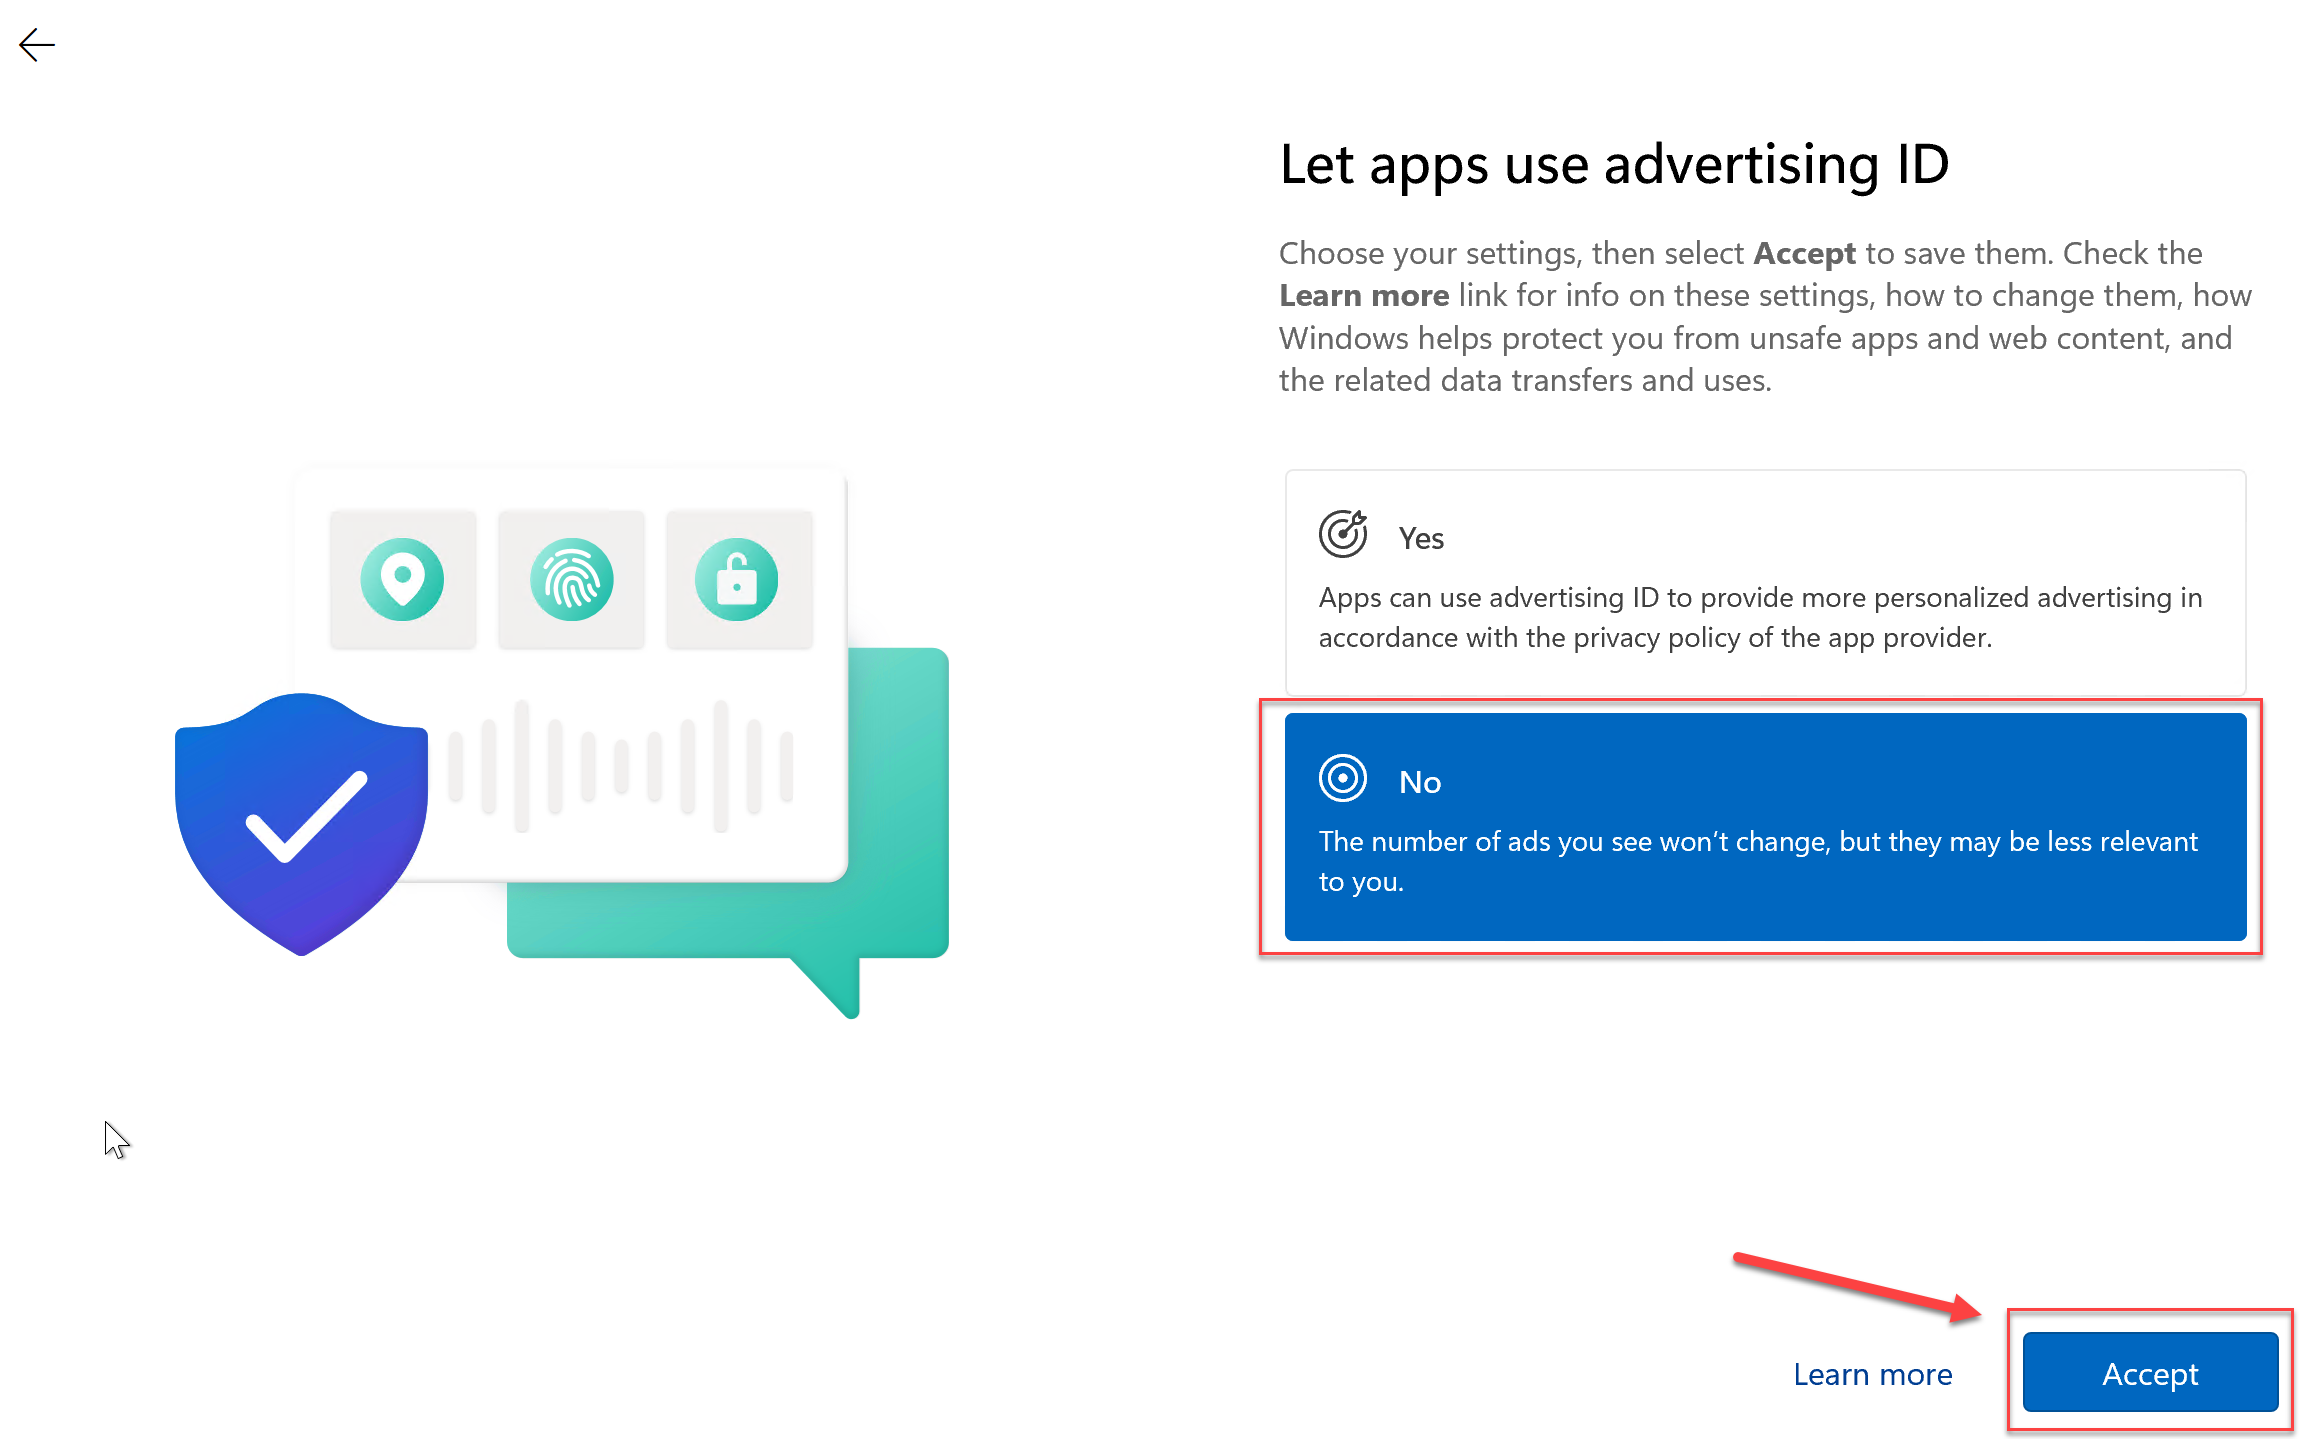 Let apps use advertising ID
Choose your settings, then select Accept to save them. Check the
Learn more link for info on these settings, how to change them, how
Windows helps protect you from unsafe apps and web content, and
the related data transfers and uses.
Yes
Apps can use advertising ID to provide more personalized advertising in
accordance with the privacy policy of the app provider.
No
The number of ads you see won’t change, but they may be less relevant
to you.
Learn more
Accept